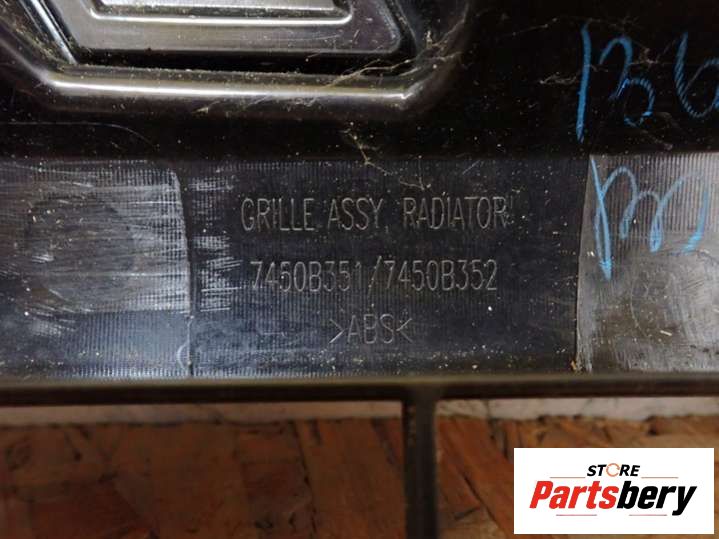 GRILLE ASSY, RADIATOR
7450B351/7450B352
>ABS<
STORE
Partsbery